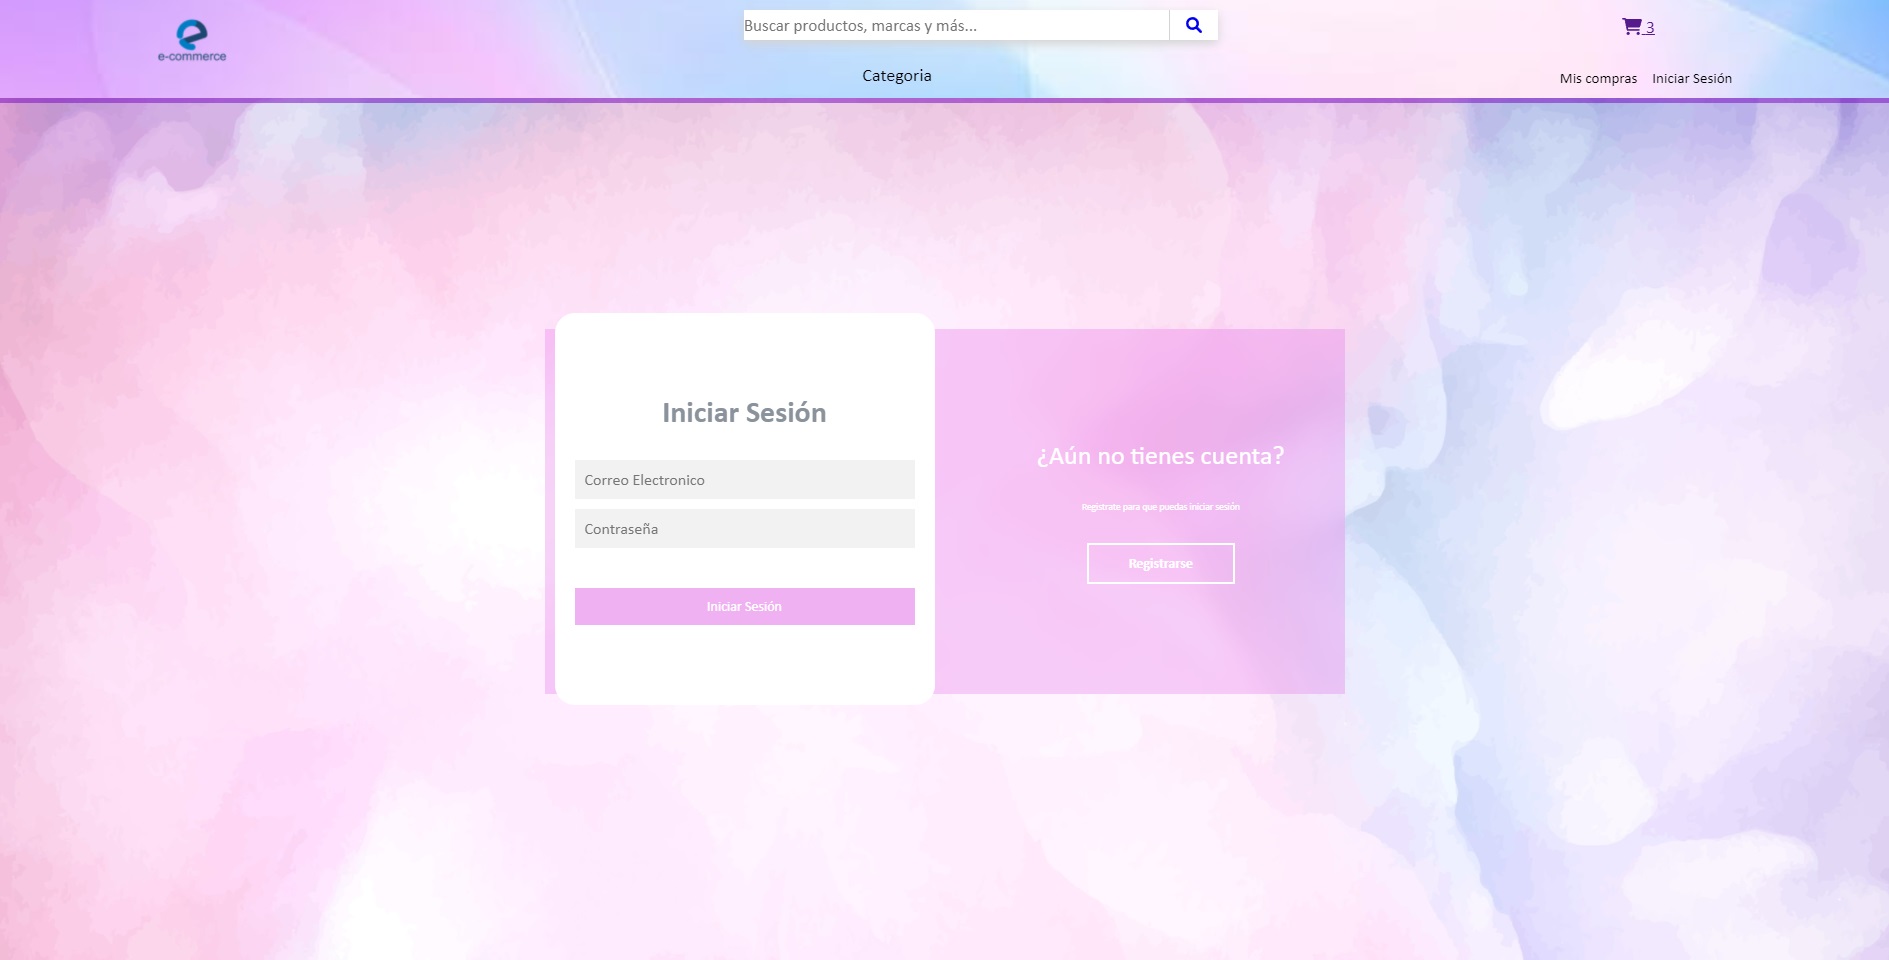 e-commerce
Buscar productos, marcas y más...
3
Categoria
Mis compras
Iniciar Sesión
Iniciar Sesión
Correo Electronico
Contraseña
Iniciar Sesión
¿Aún no tienes cuenta?
Registrate para que puedas iniciar sesión
Registrarse